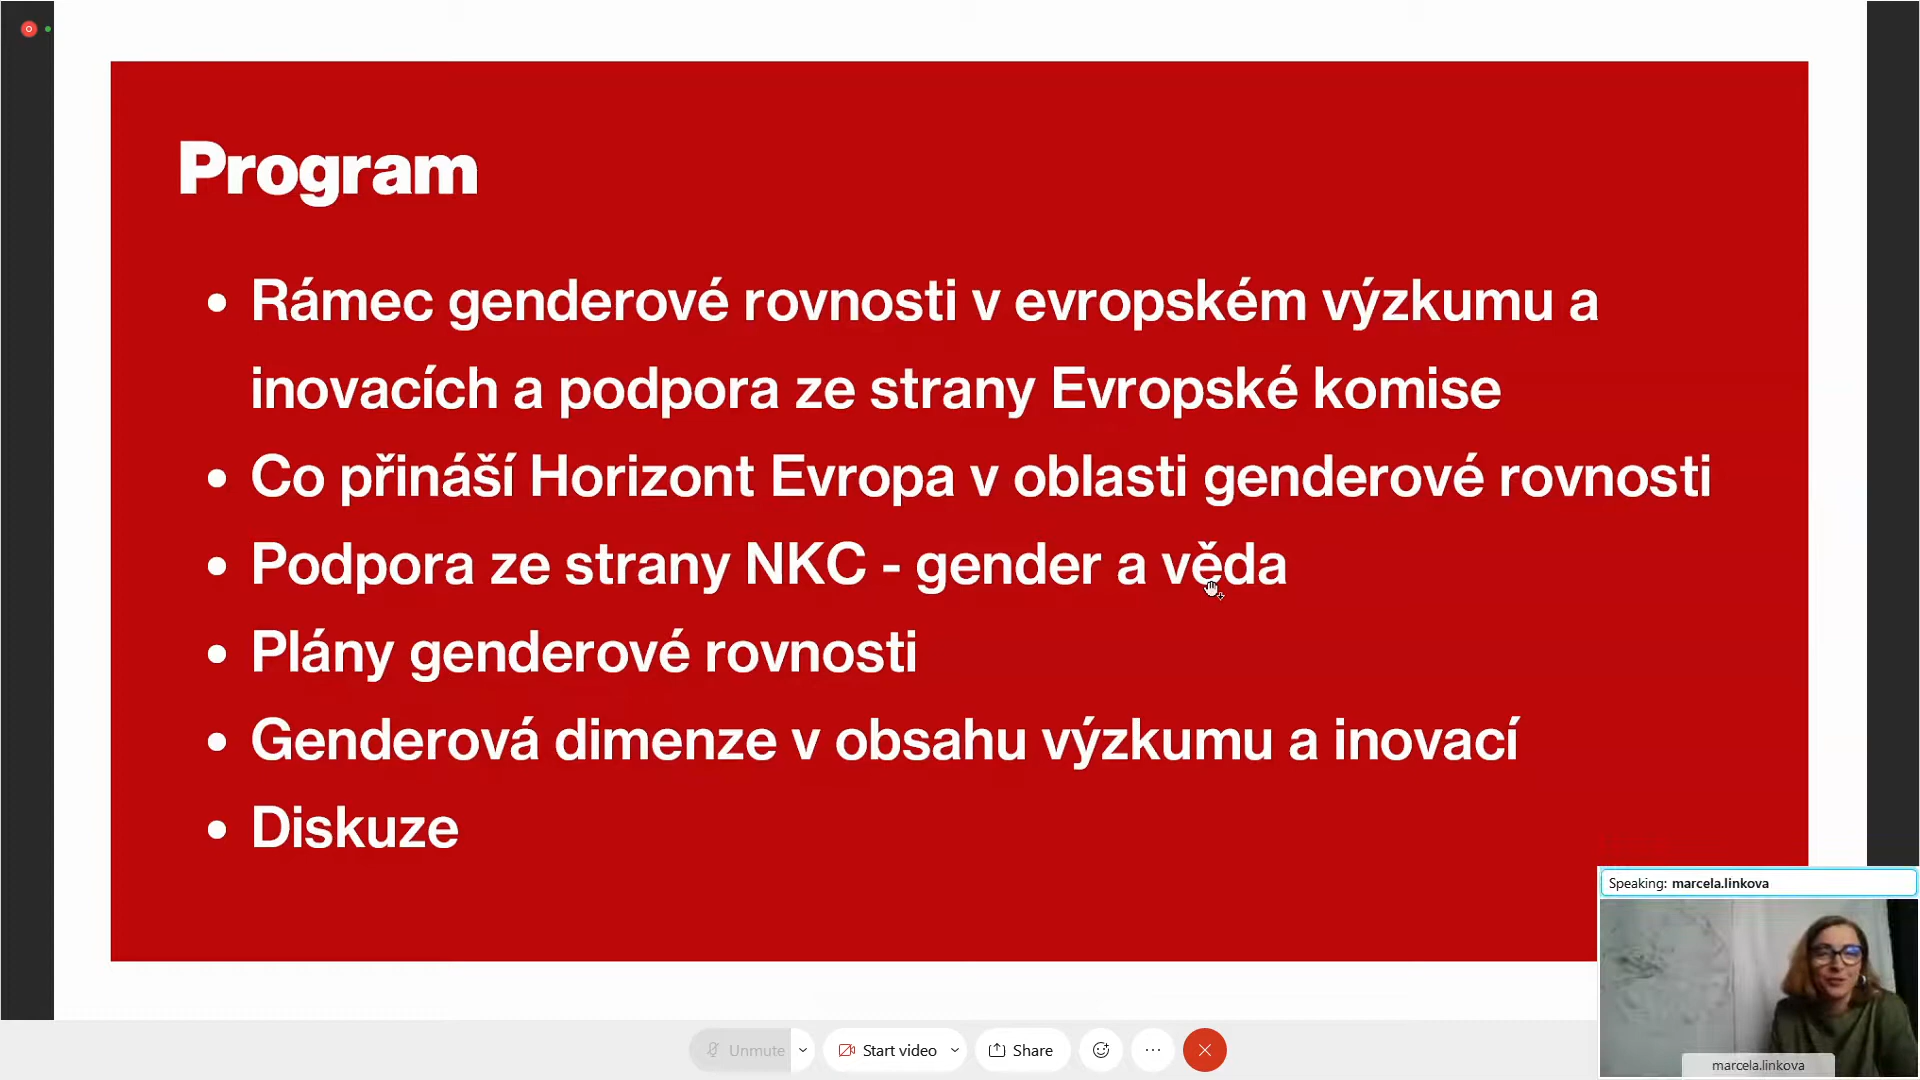 Program
• Rámec genderové rovnosti v evropském výzkumu a
inovacích a podpora ze strany Evropské komise
• Co přináší Horizont Evropa v oblasti genderové rovnosti
• Podpora ze strany NKC - gender a věda
• Plány genderové rovnosti
• Genderová dimenze v obsahu výzkumu a inovací
• Diskuze
Speaking: marcela.linkova
marcela.linkova
Unmute
Start video
Share